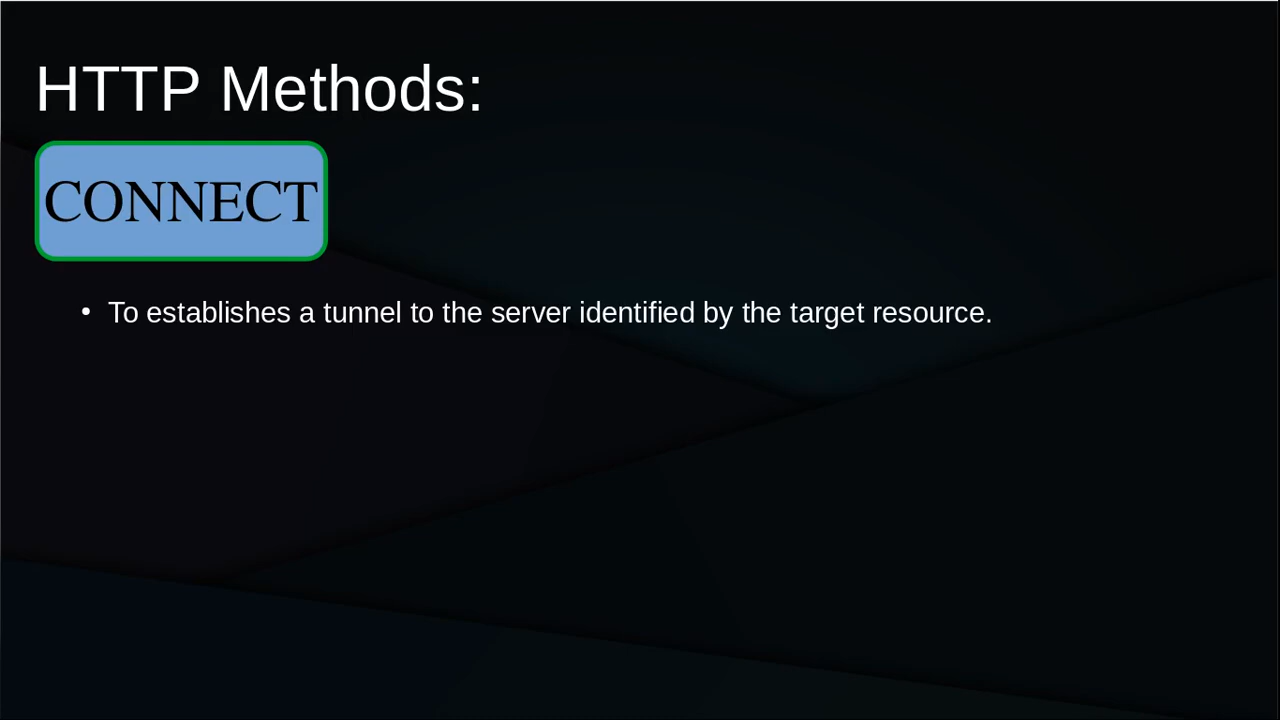 HTTP Methods:
CONNECT
• To establishes a tunnel to the server identified by the target resource.